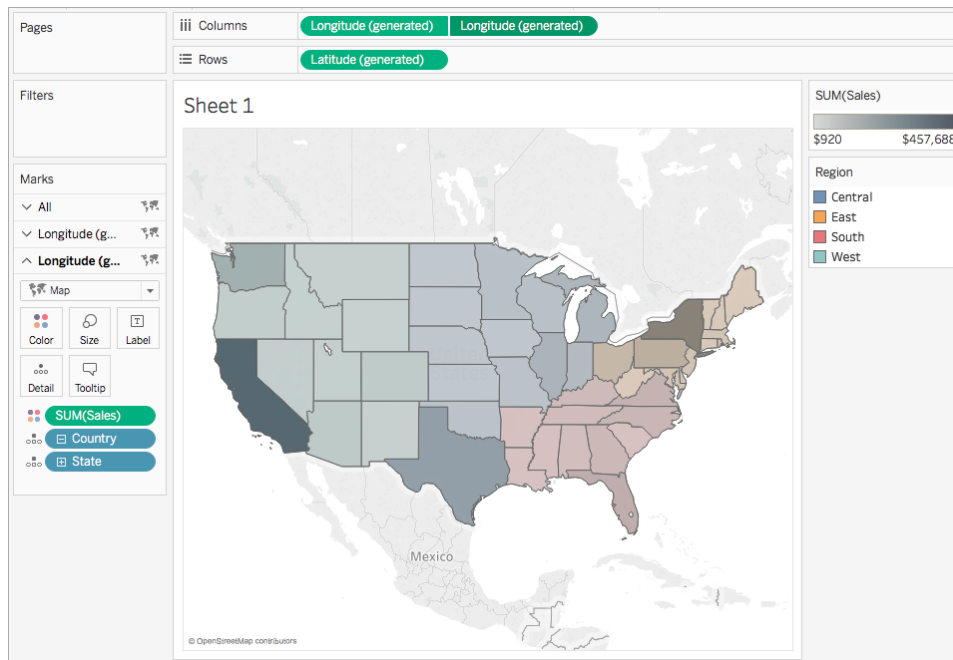 Pages
Columns
Longitude (generated)
Longitude (generated)
Rows
Latitude (generated)
Filters
Sheet 1
SUM(Sales)
$920
$457,688
Region
Central
East
South
West
Marks
All
Longitude (g...
Longitude (g...
Map
Color
Size
Label
Detail
Tooltip
SUM(Sales)
Country
State
Mexico
© OpenStreetMap contributors